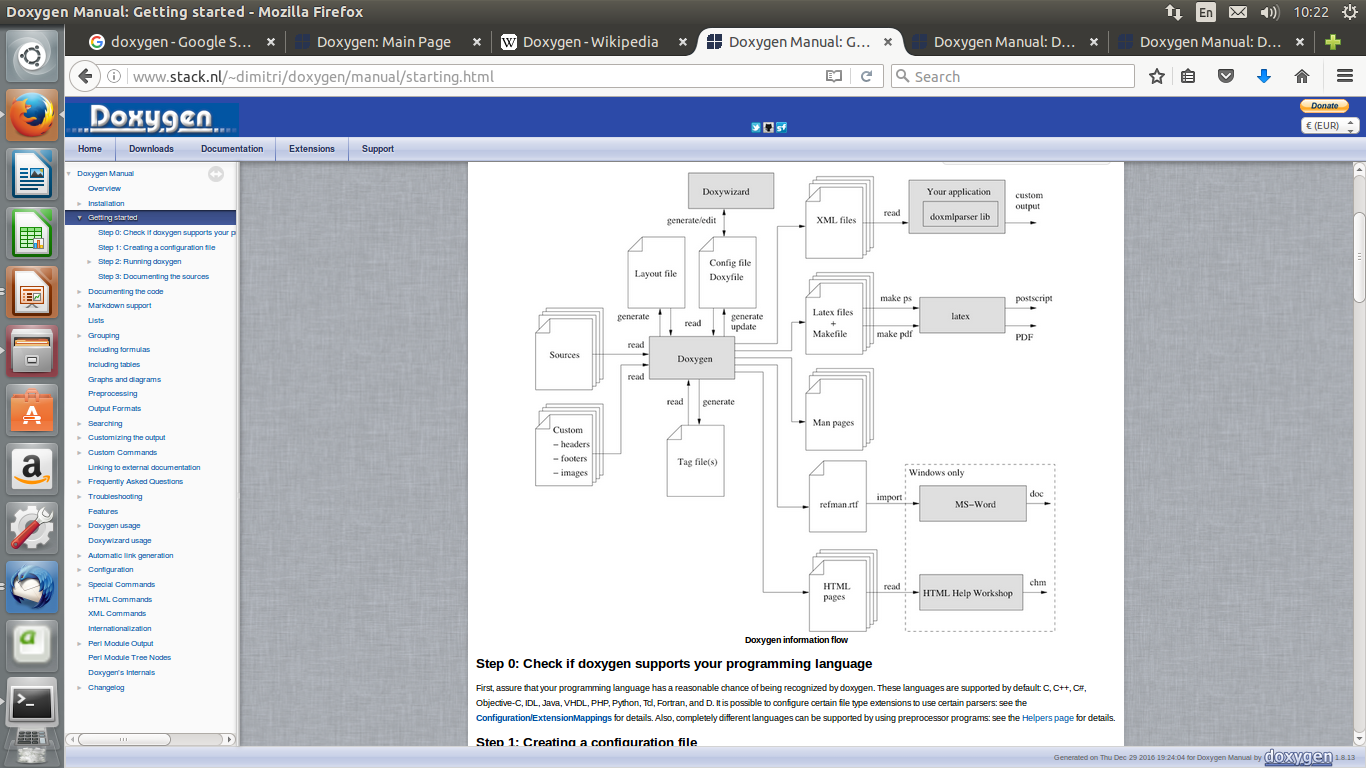 Doxygen Manual: Getting started - Mozilla Firefox
En
10:22
doxygen - Google S...
Doxygen: Main Page
Doxygen - Wikipedia
Doxygen Manual: G...
Doxygen Manual: D...
Doxygen Manual: D...
www.stack.nl/~dimitri/doxygen/manual/starting.html
Search
Doxygen
Donate
€ (EUR)
Home
Downloads
Documentation
Extensions
Support
Doxygen Manual
Overview
Installation
Getting started
Step 0: Check if doxygen supports your p
Step 1: Creating a configuration file
Step 2: Running doxygen
Step 3: Documenting the sources
Documenting the code
Markdown support
Lists
Grouping
Including formulas
Including tables
Graphs and diagrams
Preprocessing
Output Formats
Searching
Customizing the output
Custom Commands
Linking to external documentation
Frequently Asked Questions
Troubleshooting
Features
Doxygen usage
Doxywizard usage
Automatic link generation
Configuration
Special Commands
HTML Commands
XML Commands
Internationalization
Perl Module Output
Perl Module Tree Nodes
Doxygen's Internals
Changelog
Doxywizard
generate/edit
Layout file
Config file
Doxyfile
generate
read
generate
update
Sources
read
Doxygen
read
Custom
– headers
– footers
– images
read
generate
Tag file(s)
XML files
read
Your application
doxmlparser lib
custom
output
Latex files
+
Makefile
make ps
make pdf
latex
postscript
PDF
Man pages
Windows only
refman.rtf
import
MS–Word
doc
HTML
pages
read
HTML Help Workshop
chm
Doxygen information flow
Step 0: Check if doxygen supports your programming language
First, assure that your programming language has a reasonable chance of being recognized by doxygen. These languages are supported by default: C, C++, C#,
Objective-C, IDL, Java, VHDL, PHP, Python, Tcl, Fortran, and D. It is possible to configure certain file type extensions to use certain parsers: see the
Configuration/ExtensionMappings for details. Also, completely different languages can be supported by using preprocessor programs: see the Helpers page for details.
Step 1: Creating a configuration file
Generated on Thu Dec 29 2016 19:24:04 for Doxygen Manual by doxygen 1.8.13